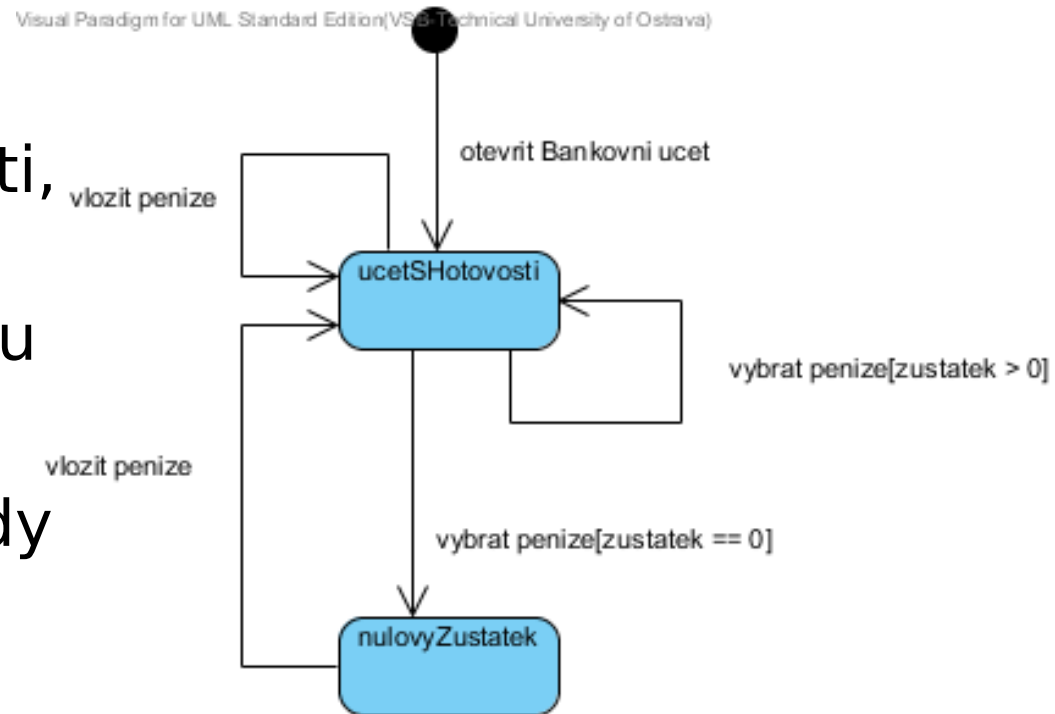 Visual Paradigm for UML Standard Edition(VSB-Technical University of Ostrava)
otevrit Bankovni ucet
ti,
vlozit penize
ucetSHotovosti
u
vybrat penize[zustatek > 0]
vlozit penize
dy
vybrat penize[zustatek == 0]
nulovyZustatek